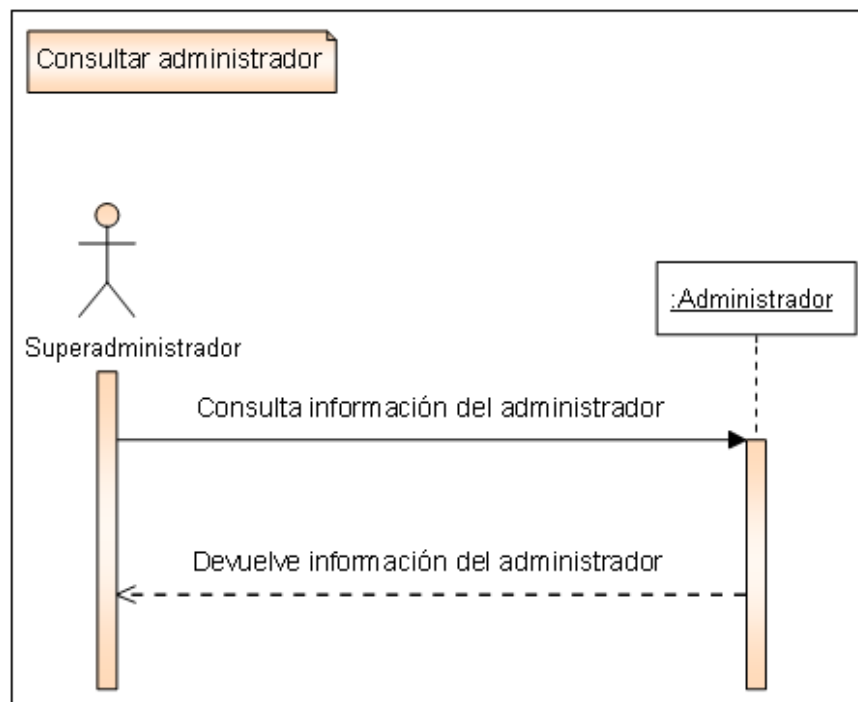 Consultar administrador
Superadministrador
:Administrador
Consulta información del administrador
Devuelve información del administrador